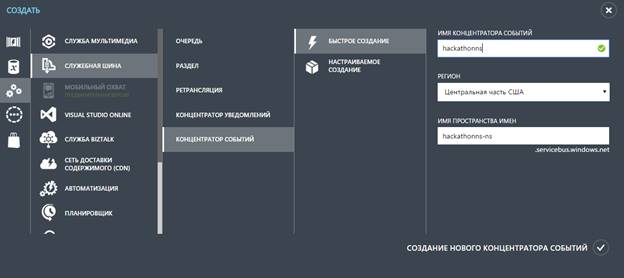 СОЗДАТЬ
СЛУЖБА МУЛЬТИМЕДИА
СЛУЖЕБНАЯ ШИНА
МОБИЛЬНЫЙ ОХВАТ
ПРЕДВАРИТЕЛЬНАЯ ВЕРСИЯ
VISUAL STUDIO ONLINE
СЛУЖБА BIZTALK
СЕТЬ ДОСТАВКИ
СОДЕРЖИМОГО (CDN)
АВТОМАТИЗАЦИЯ
ПЛАНИРОВЩИК
ОЧЕРЕДЬ
РАЗДЕЛ
РЕТРАНСЛЯЦИЯ
КОНЦЕНТРАТОР УВЕДОМЛЕНИЙ
КОНЦЕНТРАТОР СОБЫТИЙ
БЫСТРОЕ СОЗДАНИЕ
НАСТРАИВАЕМОЕ
СОЗДАНИЕ
ИМЯ КОНЦЕНТРАТОРА СОБЫТИЙ
hackathonns
РЕГИОН
Центральная часть США
ИМЯ ПРОСТРАНСТВА ИМЕН
hackathonns-ns
.servicebus.windows.net
СОЗДАНИЕ НОВОГО КОНЦЕНТРАТОРА СОБЫТИЙ